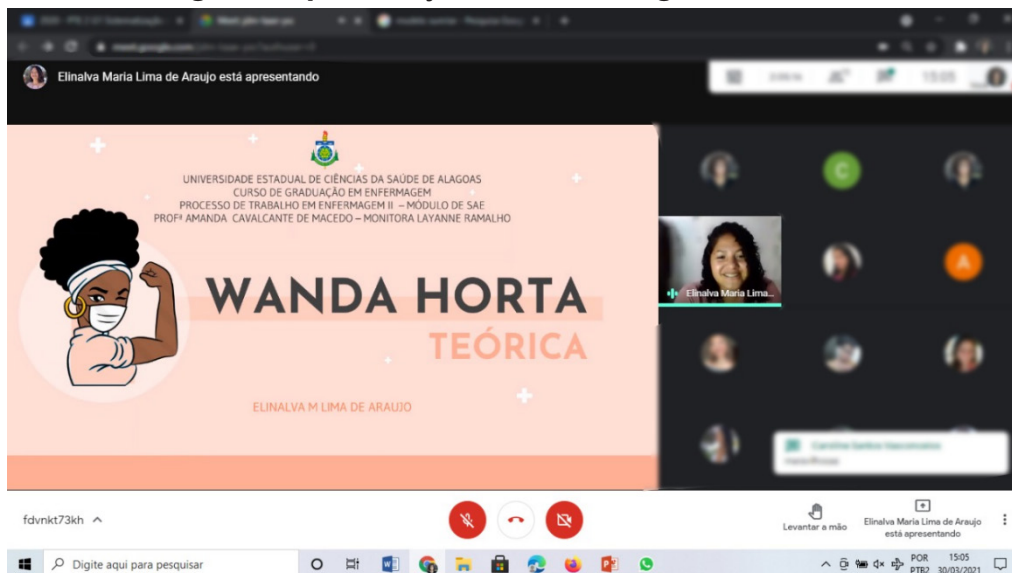 meet.google.com
Elinalva Maria Lima de Araujo está apresentando
15:05
UNIVERSIDADE ESTADUAL DE CIÊNCIAS DA SAÚDE DE ALAGOAS
CURSO DE GRADUAÇÃO EM ENFERMAGEM
PROCESSO DE TRABALHO EM ENFERMAGEM II – MÓDULO DE SAE
PROFª AMANDA CAVALCANTE DE MACEDO – MONITORA LAYANNE RAMALHO
WANDA HORTA
TEÓRICA
ELINALVA M LIMA DE ARAUJO
C
A
Elinalva Maria Lima...
fdvnkt73kh
Levantar a mão
Elinalva Maria Lima de Araujo
está apresentando
Digite aqui para pesquisar
POR
PTB2
15:05
30/03/2021